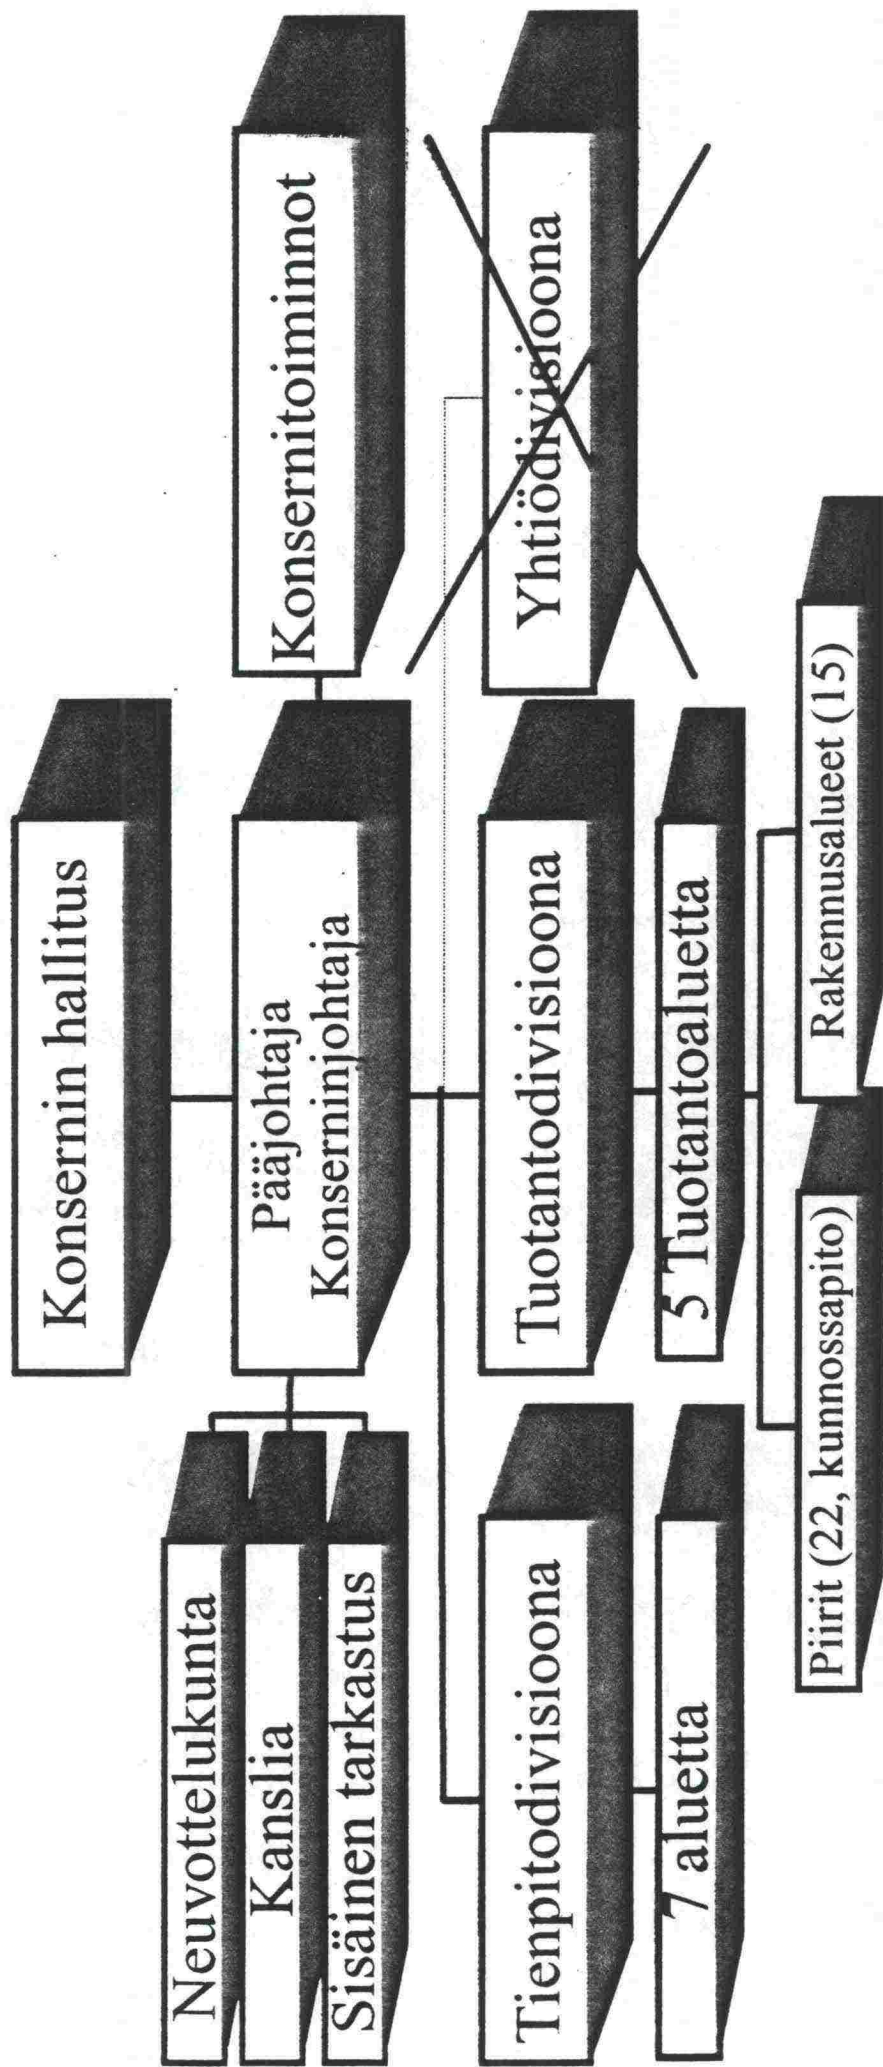 Konsernin hallitus
Neuvottelukunta
Kanslia
Sisäinen tarkastus
Pääjohtaja
Konserninjohtaja
Konsernitoiminnot
Tienpitodivisioona
Tuotantodivisioona
Yhtiödivisioona
7 aluetta
5 Tuotantoaluetta
Piirit (22, kunnossapito)
Rakennusalueet (15)